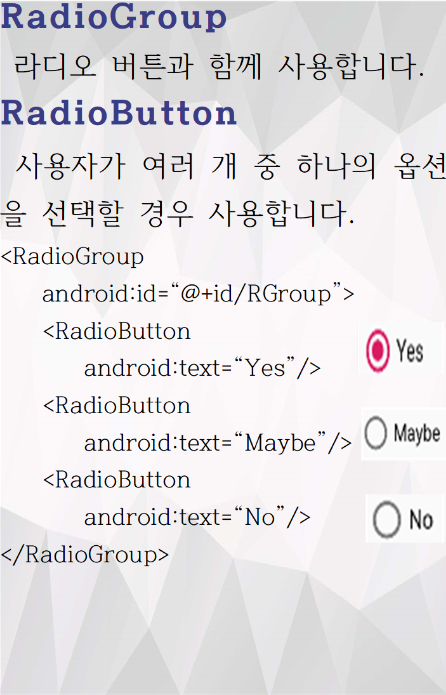 RadioGroup
라디오 버튼과 함께 사용합니다.
RadioButton
사용자가 여러 개 중 하나의 옵션
을 선택할 경우 사용합니다.
<RadioGroup
android:id=“@+id/RGroup”>
<RadioButton
android:text=“Yes”/>
Yes
<RadioButton
android:text=“Maybe”/>
Maybe
<RadioButton
android:text=“No”/>
No
</RadioGroup>